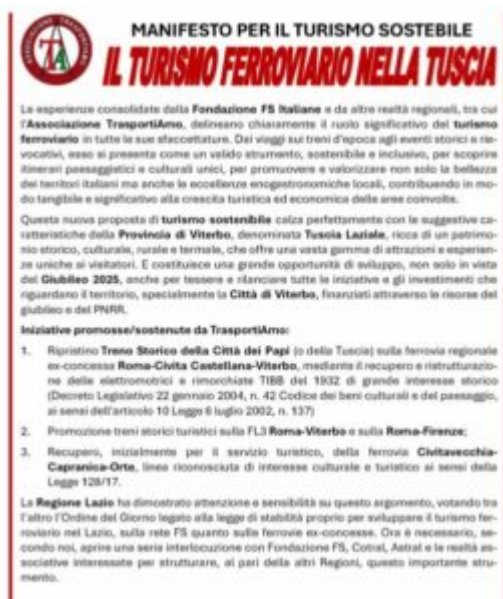 MANIFESTO PER IL TURISMO SOSTEBILE
IL TURISMO FERROVIARIO NELLA TUSCIA
ASSOCIAZIONE TRASPORTIAMO
TA
Le esperienze consolidate dalla Fondazione FS Italiane e da altre realtà regionali, tra cui
l'Associazione TrasportiAmo, delineano chiaramente il ruolo significativo del turismo
ferroviario in tutte le sue sfaccettature. Dai viaggi sui treni d'epoca agli eventi storici e rie-
vocativi, esso si presenta come un valido strumento, sostenibile e inclusivo, per scoprire
itinerari paesaggistici e culturali unici, per promuovere e valorizzare non solo la bellezza
dei territori italiani ma anche le eccellenze enogastronomiche locali, contribuendo in mo-
do tangibile e significativo alla crescita turistica ed economica delle aree coinvolte.
Questa nuova proposta di turismo sostenibile calza perfettamente con le suggestive ca-
ratteristiche della Provincia di Viterbo, denominata Tuscia Laziale, ricca di un patrimo-
nio storico, culturale, rurale e termale, che offre una vasta gamma di attrazioni e esperien-
ze uniche ai visitatori. E costituisce una grande opportunità di sviluppo, non solo in vista
del Giubileo 2025, anche per tessere e rilanciare tutte le iniziative e gli investimenti che
riguardano il territorio, specialmente la Città di Viterbo, finanziati attraverso le risorse del
giubileo e del PNRR.
Iniziative promosse/sostenute da TrasportiAmo:
1. Ripristino Treno Storico della Città dei Papi (o della Tuscia) sulla ferrovia regionale
ex-concessa Roma-Civita Castellana-Viterbo, mediante il recupero e ristrutturazio-
ne delle elettromotrici e rimorchiate TIBB del 1932 di grande interesse storico
(Decreto Legislativo 22 gennaio 2004, n. 42 Codice dei beni culturali e del paesaggio,
ai sensi dell'articolo 10 Legge 6 luglio 2002, n. 137)
2. Promozione treni storici turistici sulla FL3 Roma-Viterbo e sulla Roma-Firenze;
3. Recupero, inizialmente per il servizio turistico, della ferrovia Civitavecchia-
Capranica-Orte, linea riconosciuta di interesse culturale e turistico ai sensi della
Legge 128/17.
La Regione Lazio ha dimostrato attenzione e sensibilità su questo argomento, votando tra
l'altro l'Ordine del Giorno legato alla legge di stabilità proprio per sviluppare il turismo fer-
roviario nel Lazio, sulla rete FS quanto sulle ferrovie ex-concesse. Ora è necessario, se-
condo noi, aprire una seria interlocuzione con Fondazione FS, Cotral, Astral e le realtà as-
sociative interessate per strutturare, al pari della altri Regioni, questo importante stru-
mento.